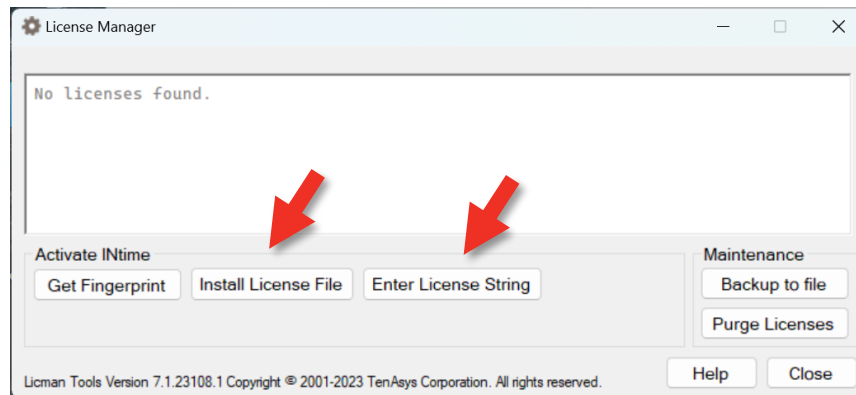 License Manager
No licenses found.
Activate INtime
Get Fingerprint
Install License File
Enter License String
Maintenance
Backup to file
Purge Licenses
Help
Close
Licman Tools Version 7.1.23108.1 Copyright © 2001-2023 TenAsys Corporation. All rights reserved.